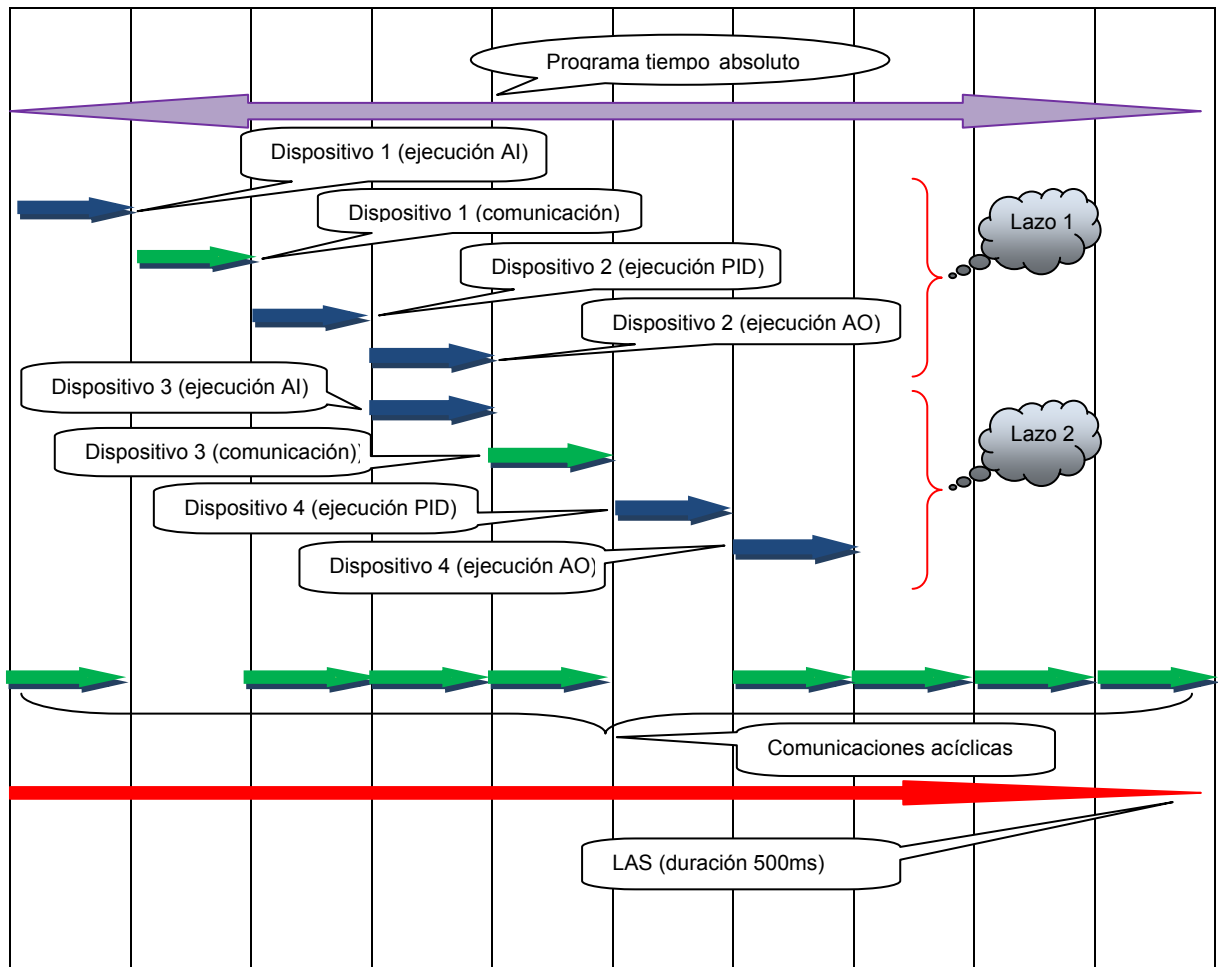 Programa tiempo absoluto
Dispositivo 1 (ejecución AI)
Dispositivo 1 (comunicación)
Lazo 1
Dispositivo 2 (ejecución PID)
Dispositivo 2 (ejecución AO)
Dispositivo 3 (ejecución AI)
Dispositivo 3 (comunicación))
Lazo 2
Dispositivo 4 (ejecución PID)
Dispositivo 4 (ejecución AO)
Comunicaciones acíclicas
LAS (duración 500ms)